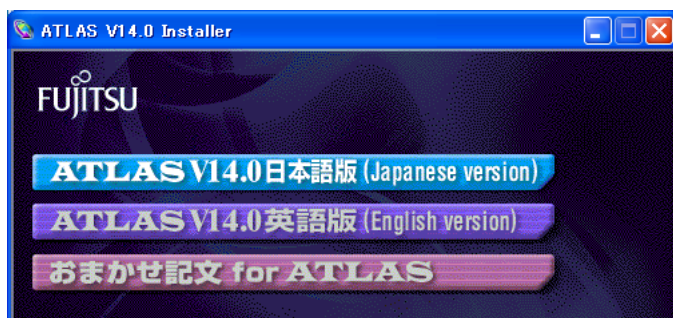 ATLAS V14.0 Installer
FUJITSU
ATLAS V14.0日本語版 (Japanese version)
ATLAS V14.0英語版 (English version)
おまかせ記文 for ATLAS